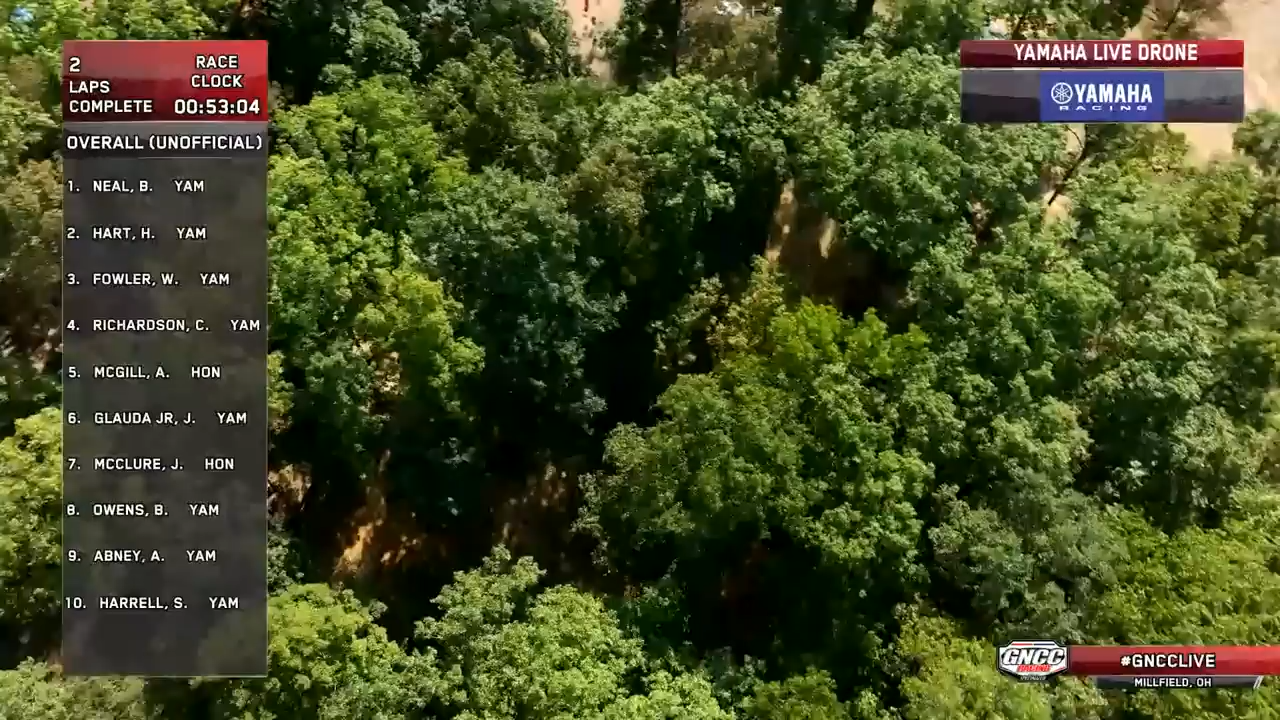 2
LAPS
COMPLETE
RACE
CLOCK
00:53:04
OVERALL (UNOFFICIAL)
1. NEAL, B. YAM
2. HART, H. YAM
3. FOWLER, W. YAM
4. RICHARDSON, C. YAM
5. MCGILL, A. HON
6. GLAUDA JR, J. YAM
7. MCCLURE, J. HON
8. OWENS, B. YAM
9. ABNEY, A. YAM
10. HARRELL, S. YAM
YAMAHA LIVE DRONE
YAMAHA
RACING
GNCC
RACING
#GNCCLIVE
MILLFIELD, OH